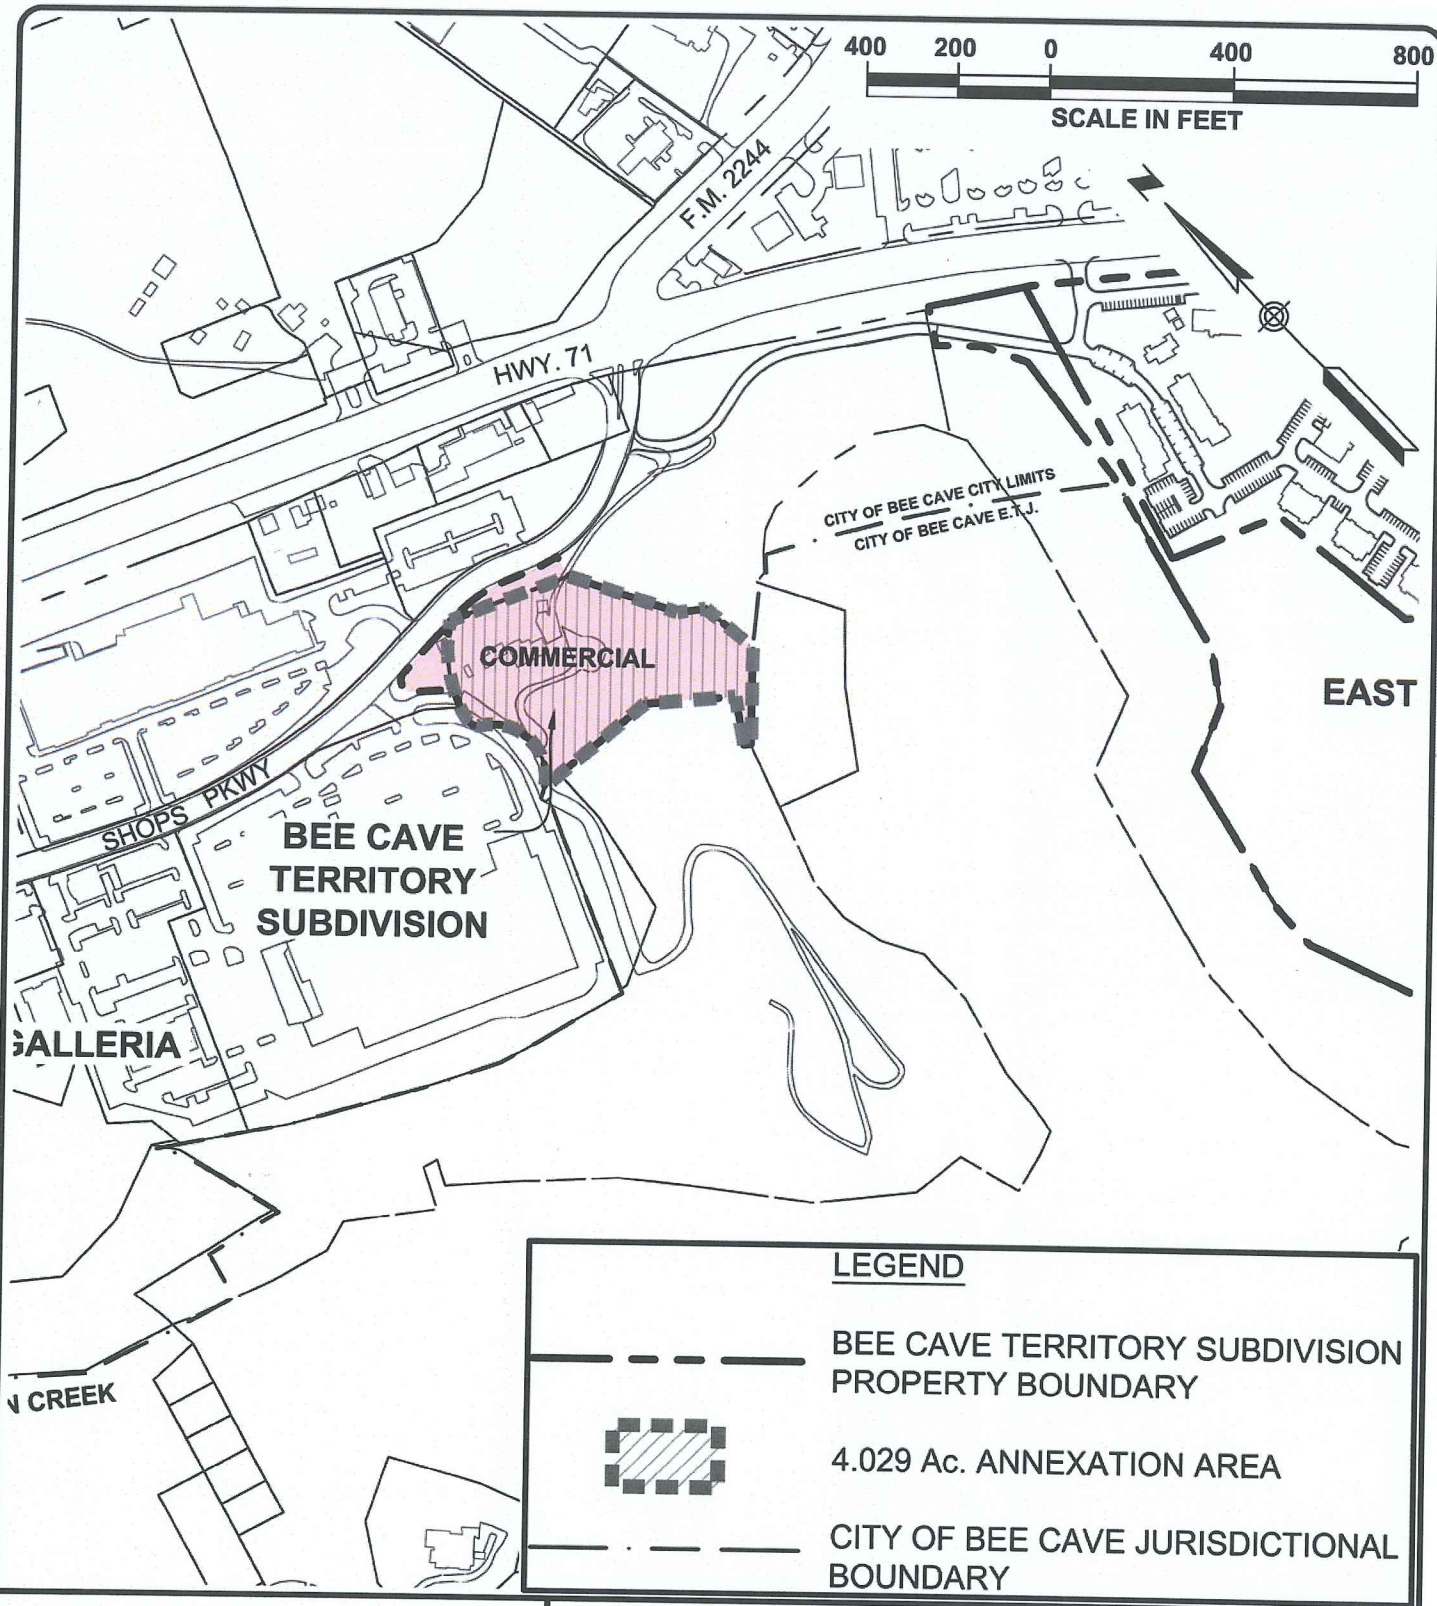 400 200 0 400 800
SCALE IN FEET
F.M. 2244
N
HWY. 71
CITY OF BEE CAVE CITY LIMITS
CITY OF BEE CAVE E.T.J.
COMMERCIAL
EAST
SHOPS PKWY
BEE CAVE
TERRITORY
SUBDIVISION
GALLERIA
N CREEK
LEGEND
BEE CAVE TERRITORY SUBDIVISION
PROPERTY BOUNDARY
4.029 Ac. ANNEXATION AREA
CITY OF BEE CAVE JURISDICTIONAL
BOUNDARY